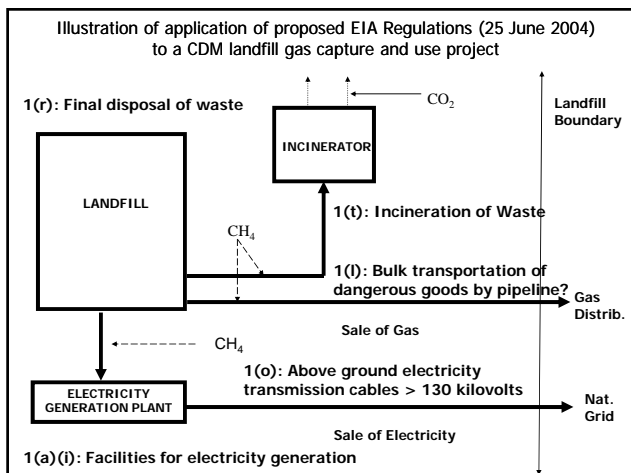 Illustration of application of proposed EIA Regulations (25 June 2004)
to a CDM landfill gas capture and use project
1(r): Final disposal of waste
CO₂
Landfill
Boundary
INCINERATOR
LANDFILL
1(t): Incineration of Waste
CH₄
1(l): Bulk transportation of
dangerous goods by pipeline?
Gas
Distrib.
Sale of Gas
CH₄
1(o): Above ground electricity
transmission cables > 130 kilovolts
ELECTRICITY
GENERATION PLANT
Nat.
Grid
Sale of Electricity
1(a)(i): Facilities for electricity generation